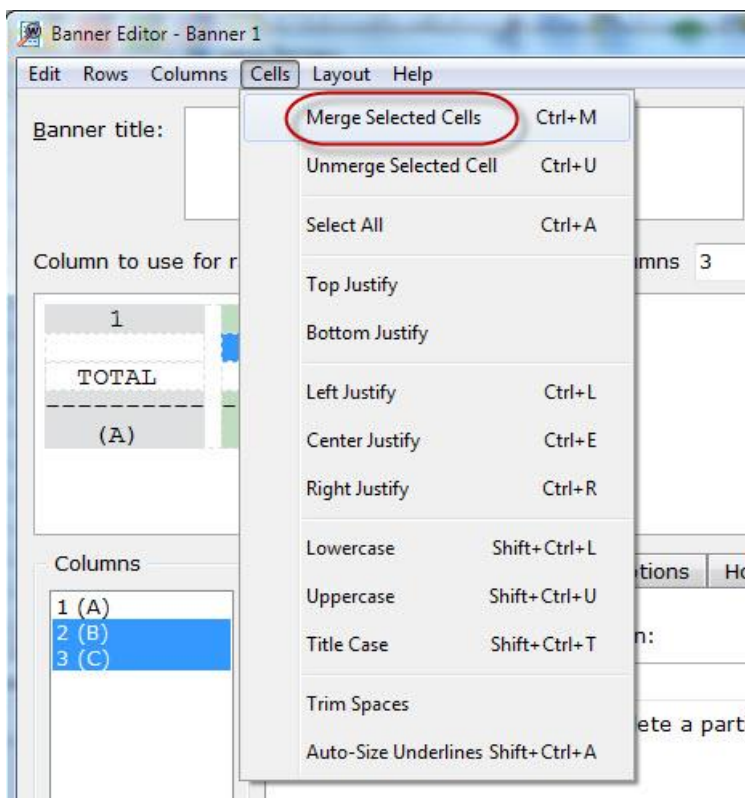 Banner Editor - Banner 1
Edit Rows Columns Cells Layout Help
Banner title:
Merge Selected Cells Ctrl+M
Unmerge Selected Cell Ctrl+U
Select All Ctrl+A
Column to use for r
mns 3
Top Justify
Bottom Justify
1
TOTAL
---------- -
(A)
Left Justify Ctrl+L
Center Justify Ctrl+E
Right Justify Ctrl+R
Lowercase Shift+Ctrl+L
Uppercase Shift+Ctrl+U
Title Case Shift+Ctrl+T
Trim Spaces
Auto-Size Underlines Shift+Ctrl+A
Columns
1 (A)
2 (B)
3 (C)
tions Ho
n:
ete a part